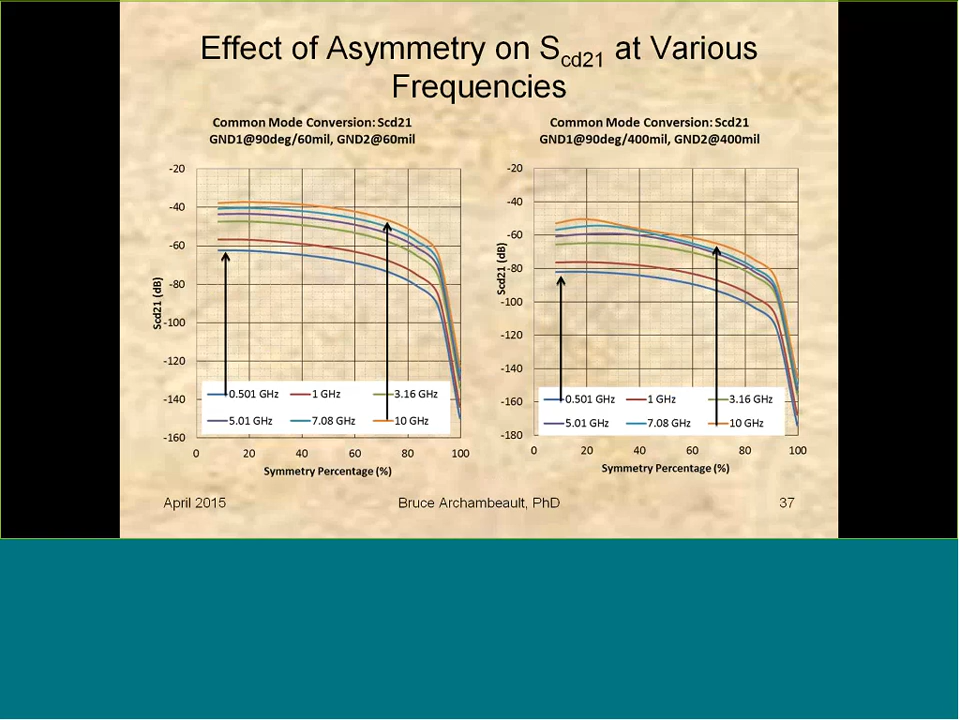 Effect of Asymmetry on Scd21 at Various
Frequencies
Common Mode Conversion: Scd21
GND1@90deg/60mil, GND2@60mil
-20
-40
-60
-80
-100
-120
-140
-160
Scd21 (dB)
0.501 GHz
1 GHz
3.16 GHz
5.01 GHz
7.08 GHz
10 GHz
0 20 40 60 80 100
Symmetry Percentage (%)
Common Mode Conversion: Scd21
GND1@90deg/400mil, GND2@400mil
-20
-40
-60
-80
-100
-120
-140
-160
-180
Scd21 (dB)
0.501 GHz
1 GHz
3.16 GHz
5.01 GHz
7.08 GHz
10 GHz
0 20 40 60 80 100
Symmetry Percentage (%)
April 2015
Bruce Archambeault, PhD
37